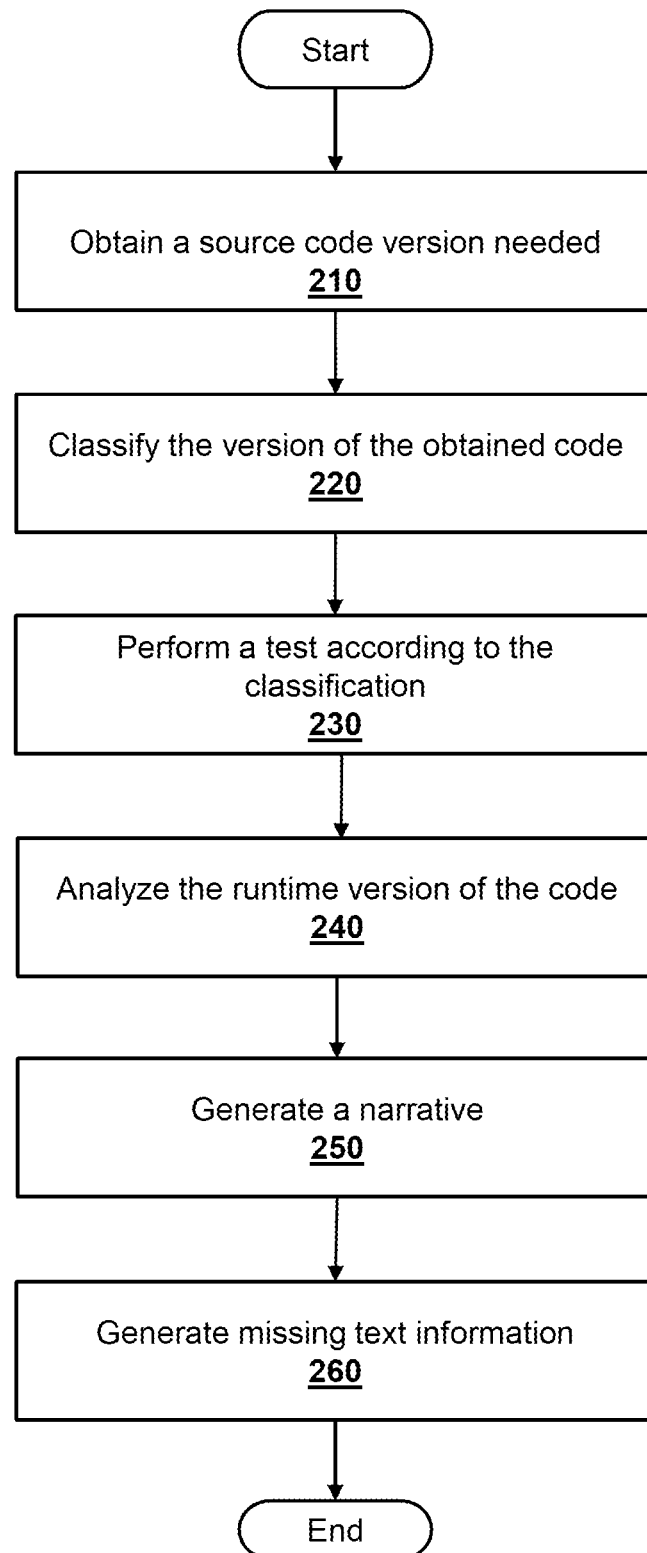 Start
Obtain a source code version needed
210
Classify the version of the obtained code
220
Perform a test according to the
classification
230
Analyze the runtime version of the code
240
Generate a narrative
250
Generate missing text information
260
End